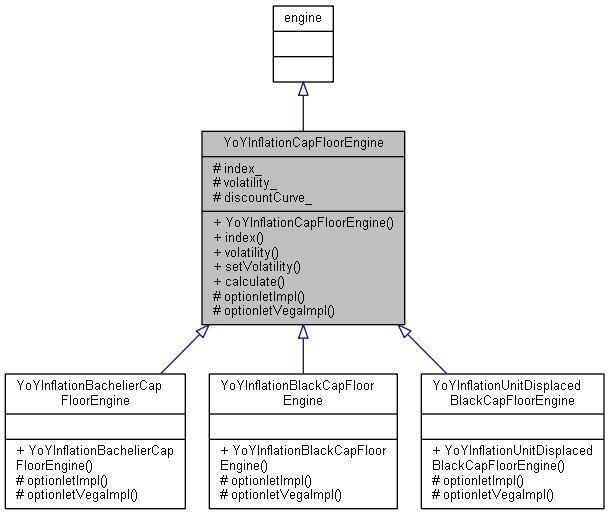 engine
YoYInflationCapFloorEngine
# index_
# volatility_
# discountCurve_
+ YoYInflationCapFloorEngine()
+ index()
+ volatility()
+ setVolatility()
+ calculate()
# optionletImpl()
# optionletVegaImpl()
YoYInflationBachelierCap
FloorEngine
+ YoYInflationBachelierCap
FloorEngine()
# optionletImpl()
# optionletVegaImpl()
YoYInflationBlackCapFloor
Engine
+ YoYInflationBlackCapFloor
Engine()
# optionletImpl()
# optionletVegaImpl()
YoYInflationUnitDisplaced
BlackCapFloorEngine
+ YoYInflationUnitDisplaced
BlackCapFloorEngine()
# optionletImpl()
# optionletVegaImpl()